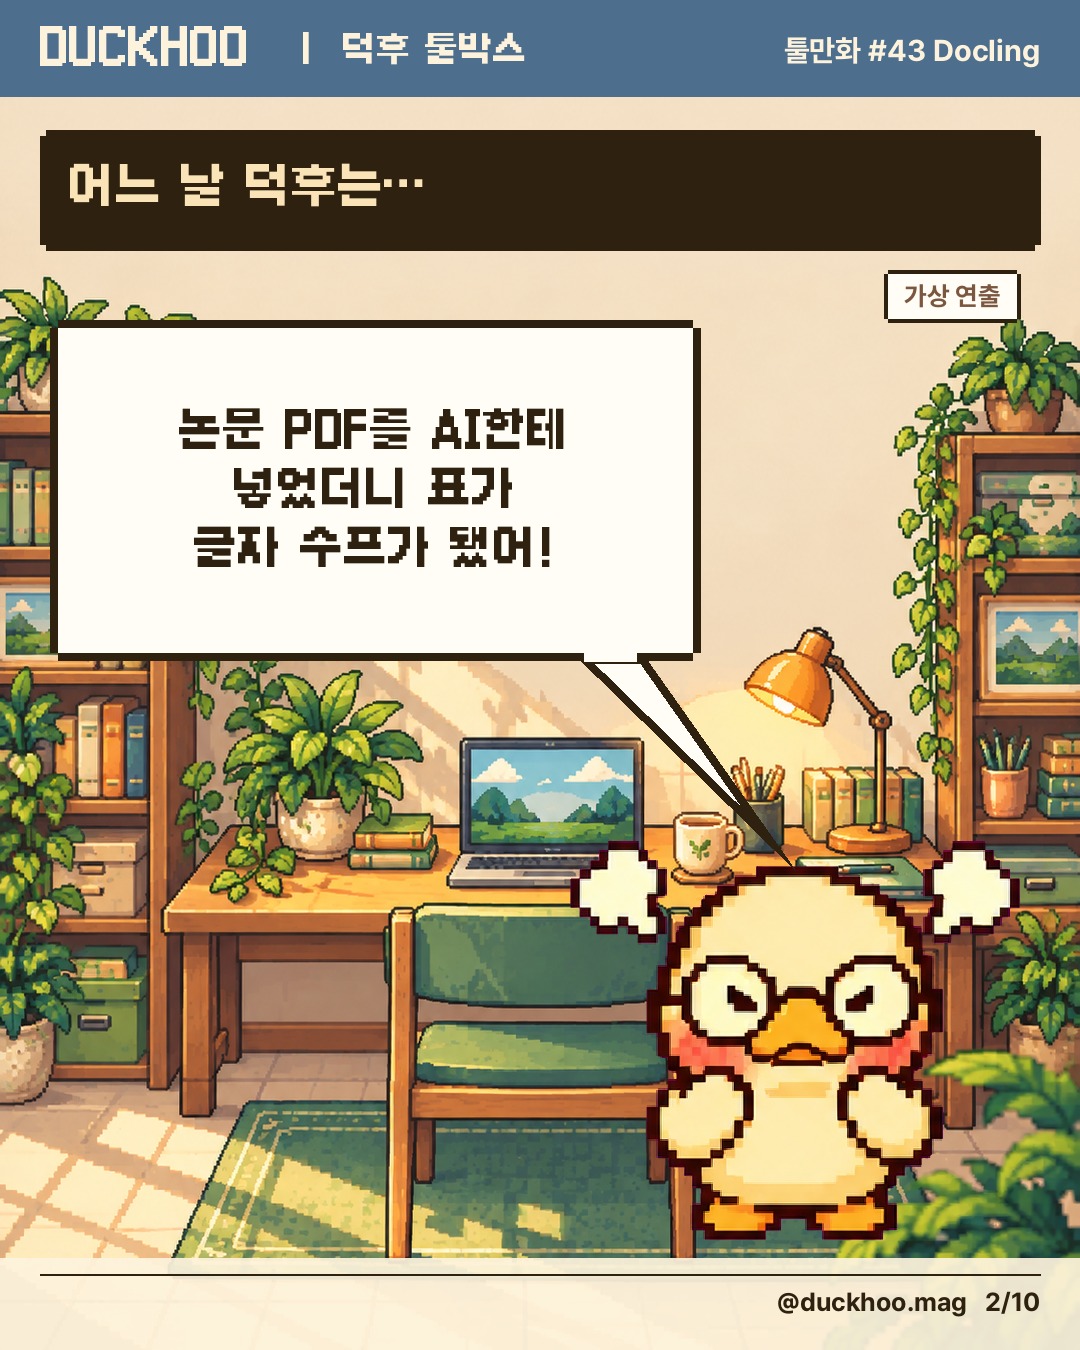 DUCKHOO | 덕후 툴박스
툴만화 #43 Docling
어느 날 덕후는…
가상 연출
논문 PDF를 AI한테
넣었더니 표가
글자 수프가 됐어!
@duckhoo.mag 2/10